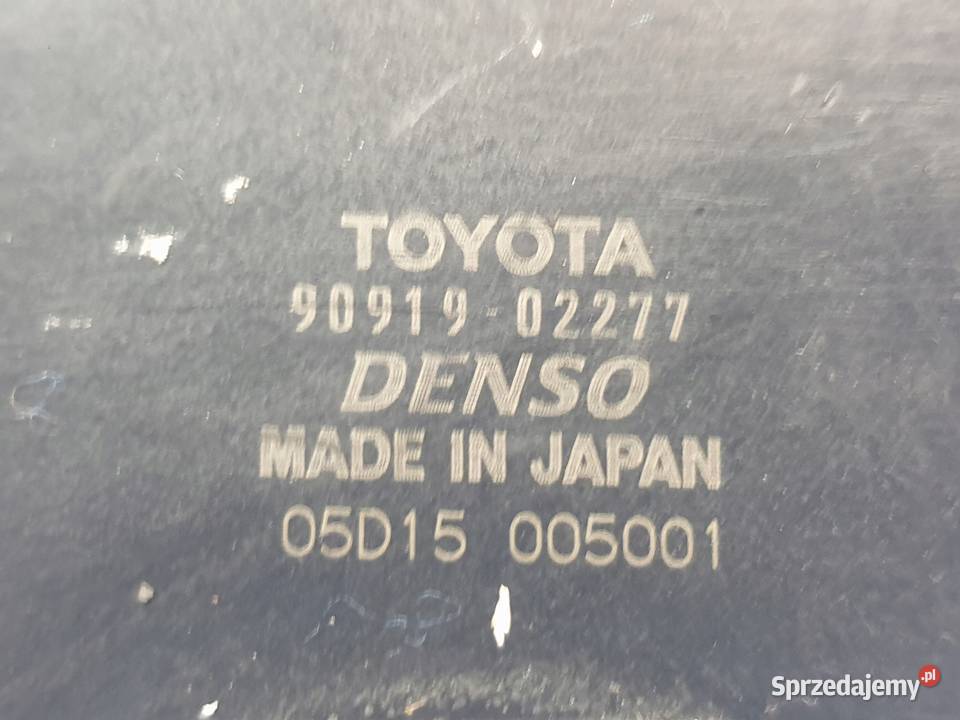 TOYOTA
90919-02277
DENSO
MADE IN JAPAN
05D15 005001
Sprzedajemy.pl